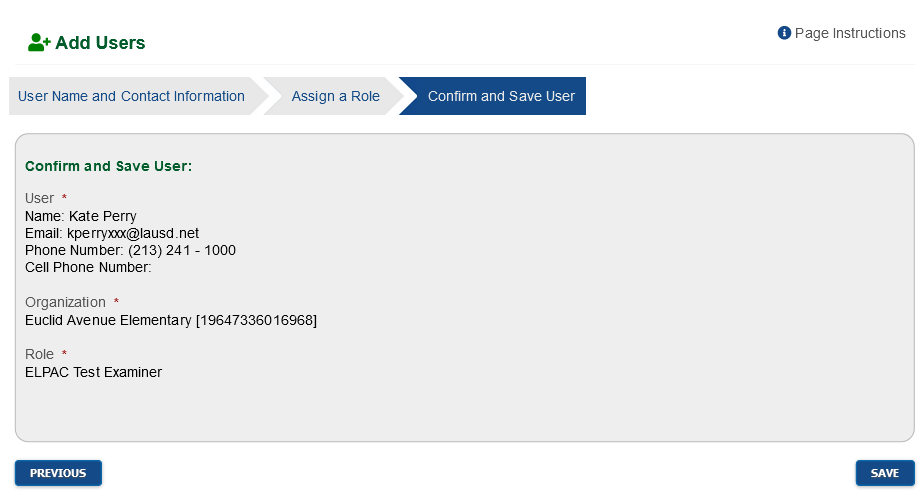 Add Users
Page Instructions
User Name and Contact Information
Assign a Role
Confirm and Save User
Confirm and Save User:
User *
Name: Kate Perry
Email: kperryxxx@lausd.net
Phone Number: (213) 241 - 1000
Cell Phone Number:
Organization *
Euclid Avenue Elementary [19647336016968]
Role *
ELPAC Test Examiner
PREVIOUS
SAVE